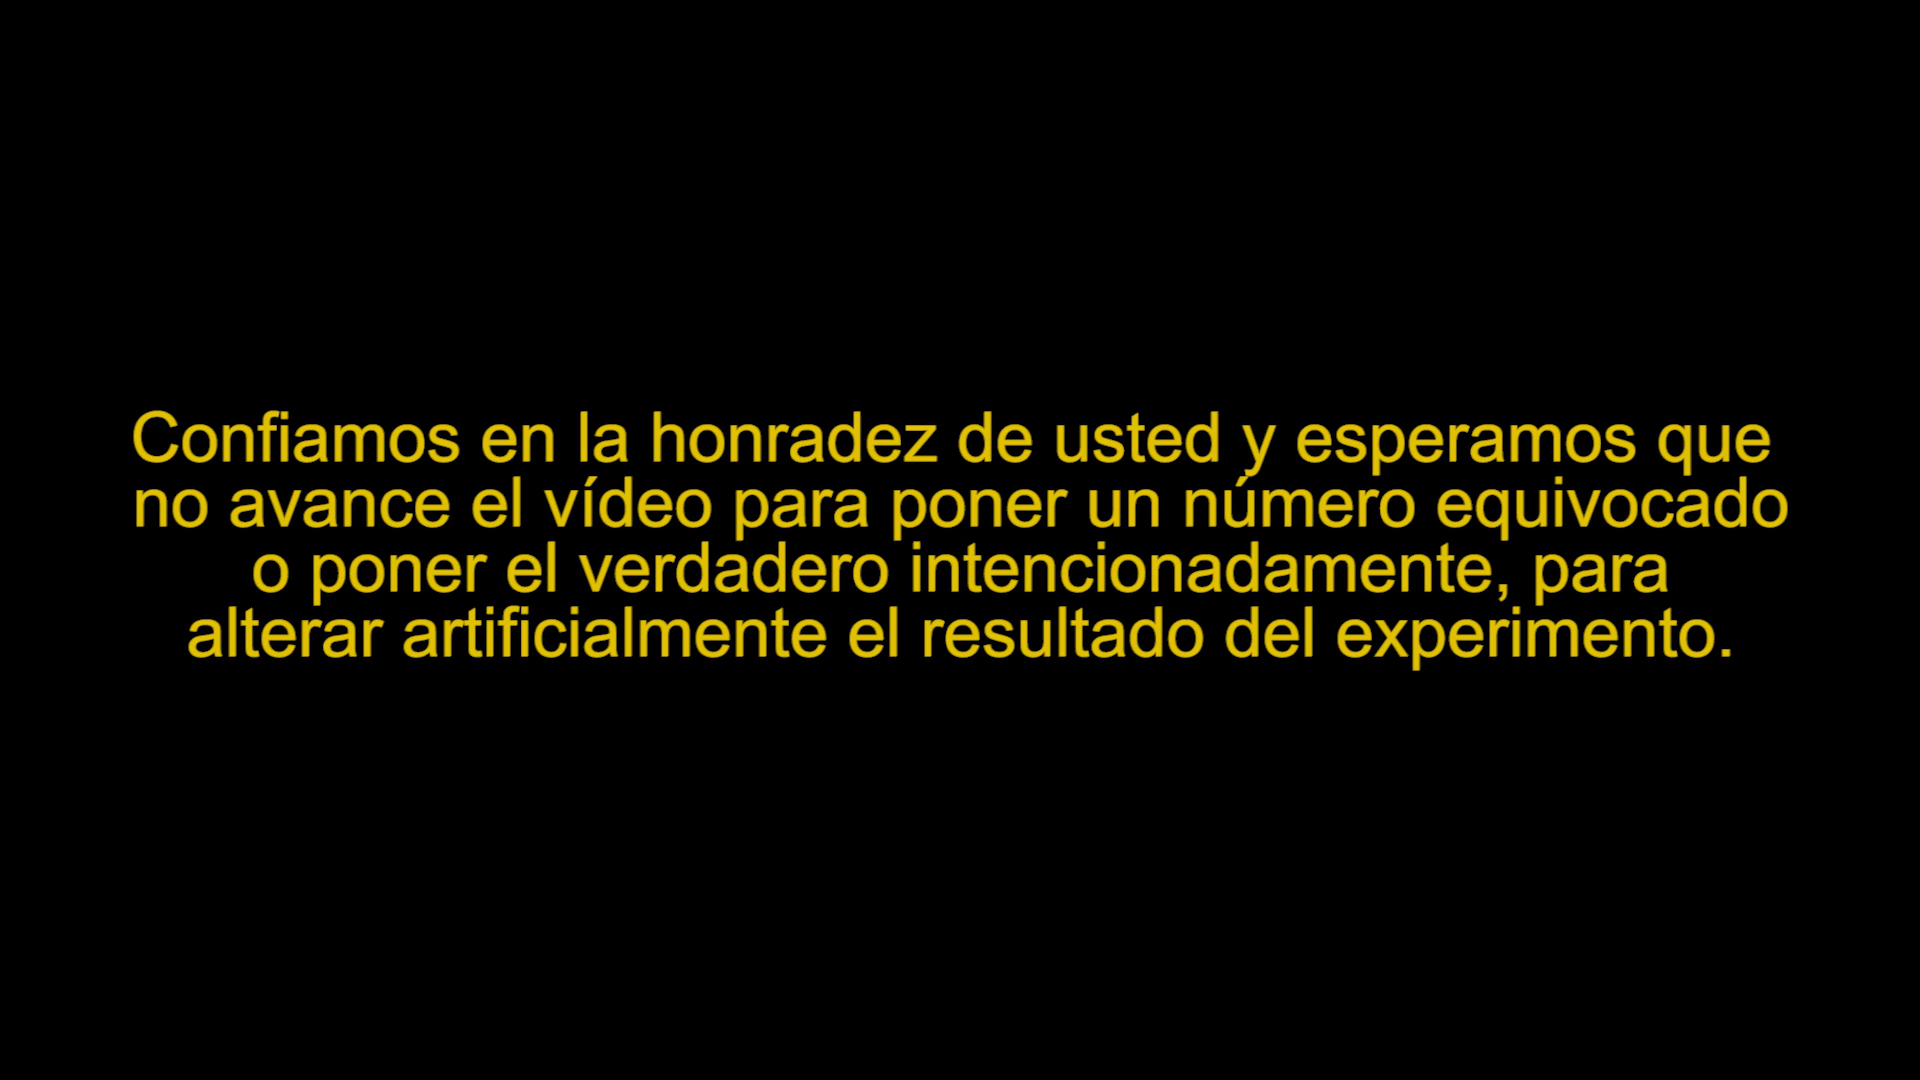 Confiamos en la honradez de usted y esperamos que
no avance el vídeo para poner un número equivocado
o poner el verdadero intencionadamente, para
alterar artificialmente el resultado del experimento.